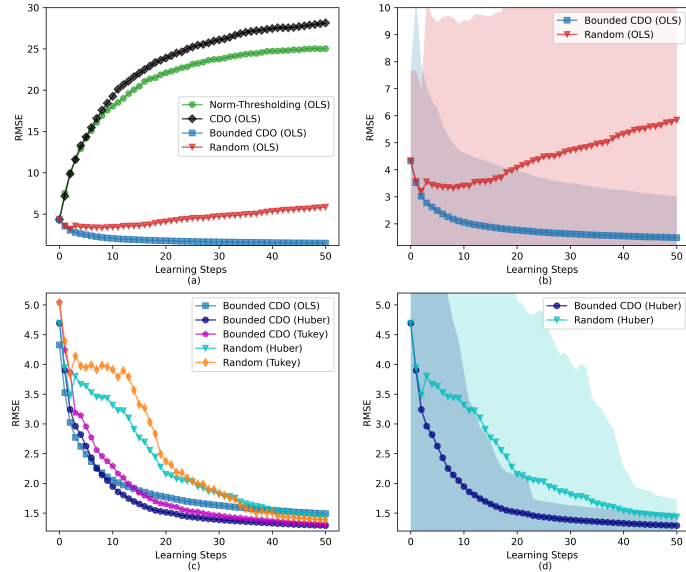 30
25
20
15
10
5
RMSE
Norm-Thresholding (OLS)
CDO (OLS)
Bounded CDO (OLS)
Random (OLS)
0 10 20 30 40 50
Learning Steps
(a)
10
9
8
7
6
5
4
3
2
RMSE
Bounded CDO (OLS)
Random (OLS)
0 10 20 30 40 50
Learning Steps
(b)
5.0
4.5
4.0
3.5
3.0
2.5
2.0
1.5
RMSE
Bounded CDO (OLS)
Bounded CDO (Huber)
Bounded CDO (Tukey)
Random (Huber)
Random (Tukey)
0 10 20 30 40 50
Learning Steps
(c)
5.0
4.5
4.0
3.5
3.0
2.5
2.0
1.5
RMSE
Bounded CDO (Huber)
Random (Huber)
0 10 20 30 40 50
Learning Steps
(d)